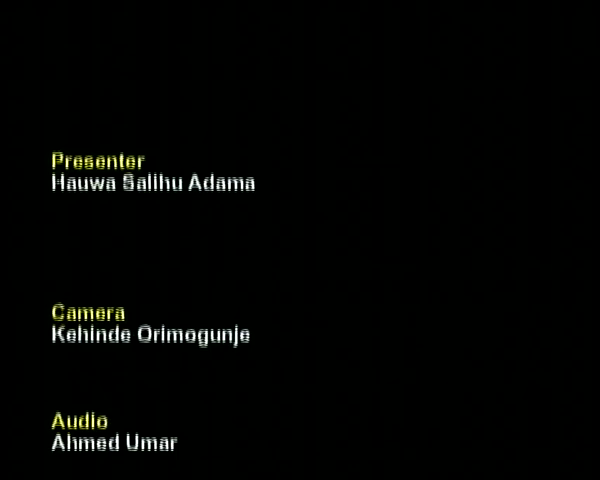 Presenter
Hauwa Salihu Adama
Camera
Kehinde Orimogunje
Audio
Ahmed Umar